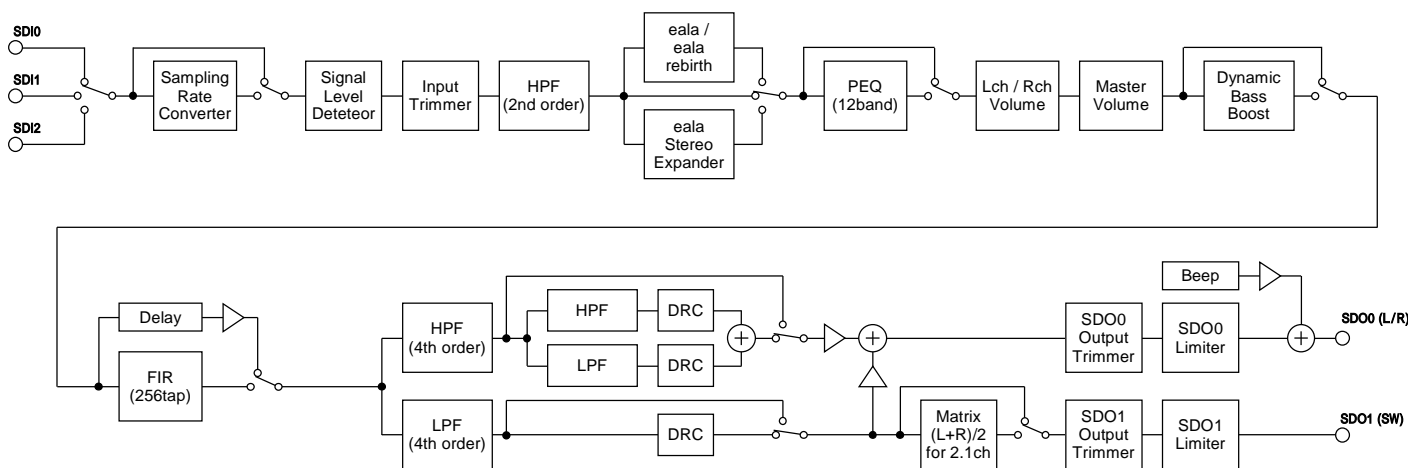 SDI0
SDI1
SDI2
Sampling
Rate
Converter
Signal
Level
Deteteor
Input
Trimmer
HPF
(2nd order)
eala /
eala
rebirth
eala
Stereo
Expander
PEQ
(12band)
Lch / Rch
Volume
Master
Volume
Dynamic
Bass
Boost
Delay
FIR
(256tap)
HPF
(4th order)
LPF
(4th order)
HPF
DRC
LPF
DRC
DRC
Matrix
(L+R)/2
for 2.1ch
SDO0
Output
Trimmer
SDO0
Limiter
Beep
SDO0 (L/R)
SDO1
Output
Trimmer
SDO1
Limiter
SDO1 (SW)